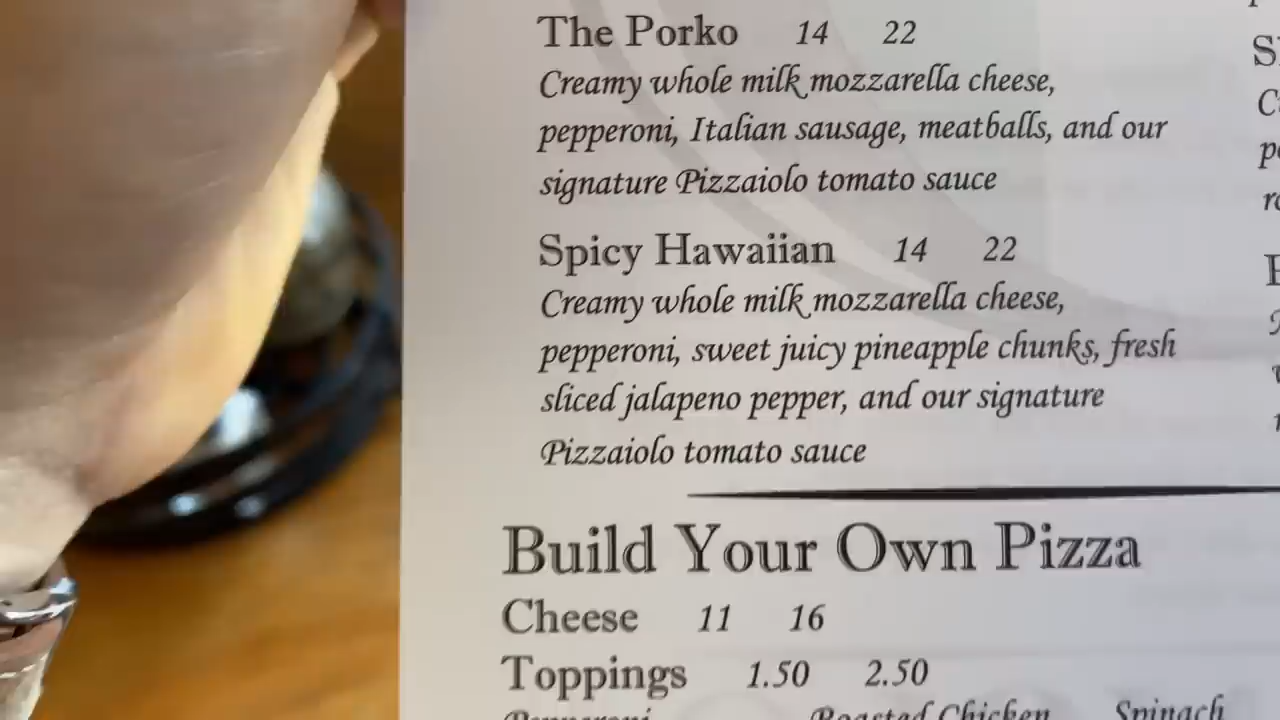 The Porko 14 22
Creamy whole milk mozzarella cheese,
pepperoni, Italian sausage, meatballs, and our
signature Pizzaiolo tomato sauce
Spicy Hawaiian 14 22
Creamy whole milk mozzarella cheese,
pepperoni, sweet juicy pineapple chunks, fresh
sliced jalapeno pepper, and our signature
Pizzaiolo tomato sauce
Build Your Own Pizza
Cheese 11 16
Toppings 1.50 2.50
Pepperoni Roasted Chicken Spinach